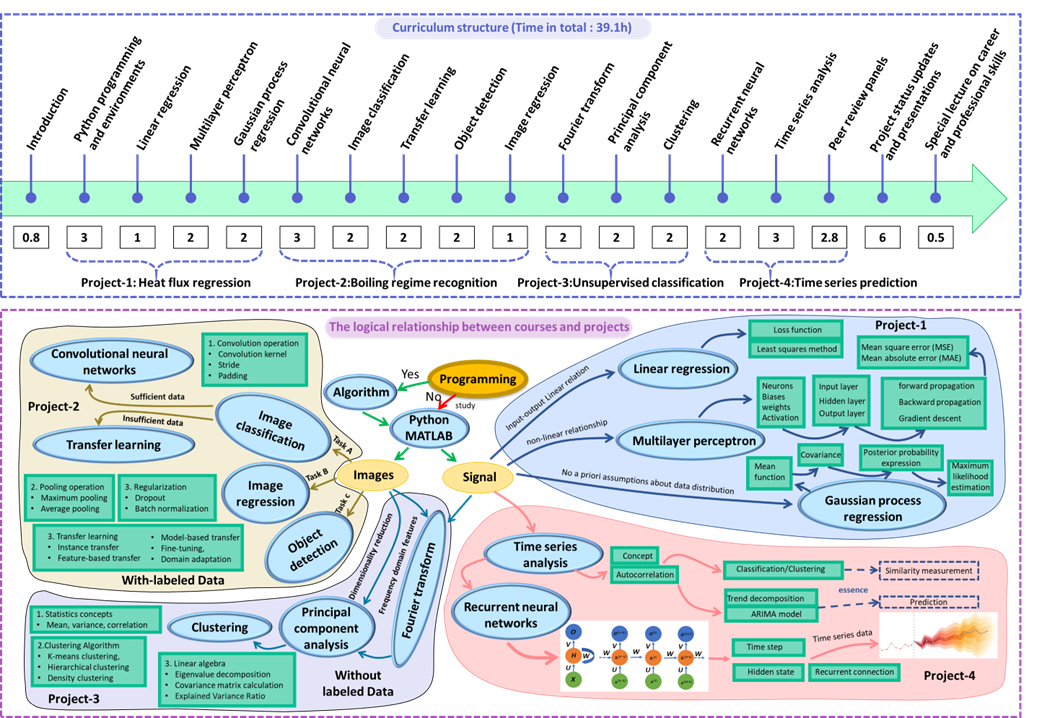 Curriculum structure (Time in total : 39.1h)
Introduction
Python programming
and environments
Linear regression
Multilayer perceptron
Gaussian process
regression
Convolutional neural
networks
Image classification
Transfer learning
Object detection
Image regression
Fourier transform
Principal component
analysis
Clustering
Recurrent neural
networks
Time series analysis
Peer review panels
Project status updates
and presentations
Special lecture on career
and professional skills
0.8 3 1 2 2 3 2 2 2 1 2 2 2 2 3 2.8 6 0.5
Project-1: Heat flux regression
Project-2:Boiling regime recognition
Project-3:Unsupervised classification
Project-4:Time series prediction
The logical relationship between courses and projects
Convolutional neural
networks
1. Convolution operation
• Convolution kernel
• Stride
• Padding
Project-2
Sufficient data
Insufficient data
Transfer learning
Image
classification
Task A
2. Pooling operation
• Maximum pooling
• Average pooling
3. Regularization
• Dropout
• Batch normalization
Image
regression
Task B
3. Transfer learning
• Instance transfer
• Feature-based transfer
• Model-based transfer
• Fine-tuning,
• Domain adaptation
Object
detection
Task c
With-labeled Data
Algorithm
Yes
Programming
No
study
Python
MATLAB
Images
Signal
Project-1
Input-output Linear relation
Linear regression
Loss function
Least squares method
Mean square error (MSE)
Mean absolute error (MAE)
non-linear relationship
Multilayer perceptron
Neurons
Biases
weights
Activation
Input layer
Hidden layer
Output layer
forward propagation
Backward propagation
Gradient descent
No a priori assumptions about data distribution
Mean
function
Covariance
Posterior probability
expression
Maximum
likelihood
estimation
Gaussian process
regression
1. Statistics concepts
• Mean, variance, correlation
2.Clustering Algorithm
• K-means clustering,
• Hierarchical clustering
• Density clustering
Clustering
3. Linear algebra
• Eigenvalue decomposition
• Covariance matrix calculation
• Explained Variance Ratio
Principal
component
analysis
Dimensionality reduction
Frequency domain features
Fourier transform
Without
labeled Data
Project-3
Time series
analysis
Concept
Autocorrelation
Classification/Clustering
Similarity measurement
essence
Trend decomposition
ARIMA model
Prediction
Recurrent neural
networks
O
V V V V
H W W W W W
U U U U
X
Time step
Hidden state
Recurrent connection
Time series data
Project-4